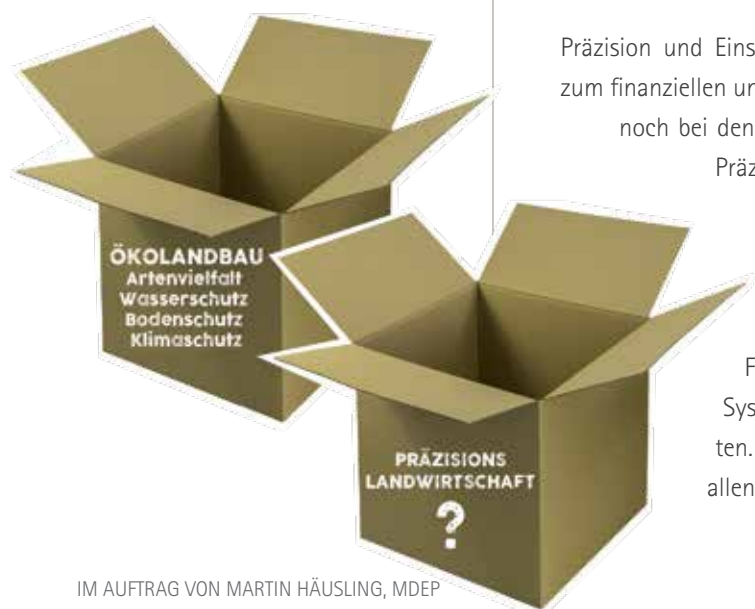 Präzision und Eins
zum finanziellen un
noch bei den
Präz
ÖKOLANDBAU
Artenvielfalt
Wasserschutz
Bodenschutz
Klimaschutz
F
Sys
ten.
allen
PRÄZISIONS
LANDWIRTSCHAFT
?
IM AUFTRAG VON MARTIN HÄUSLING, MDEP